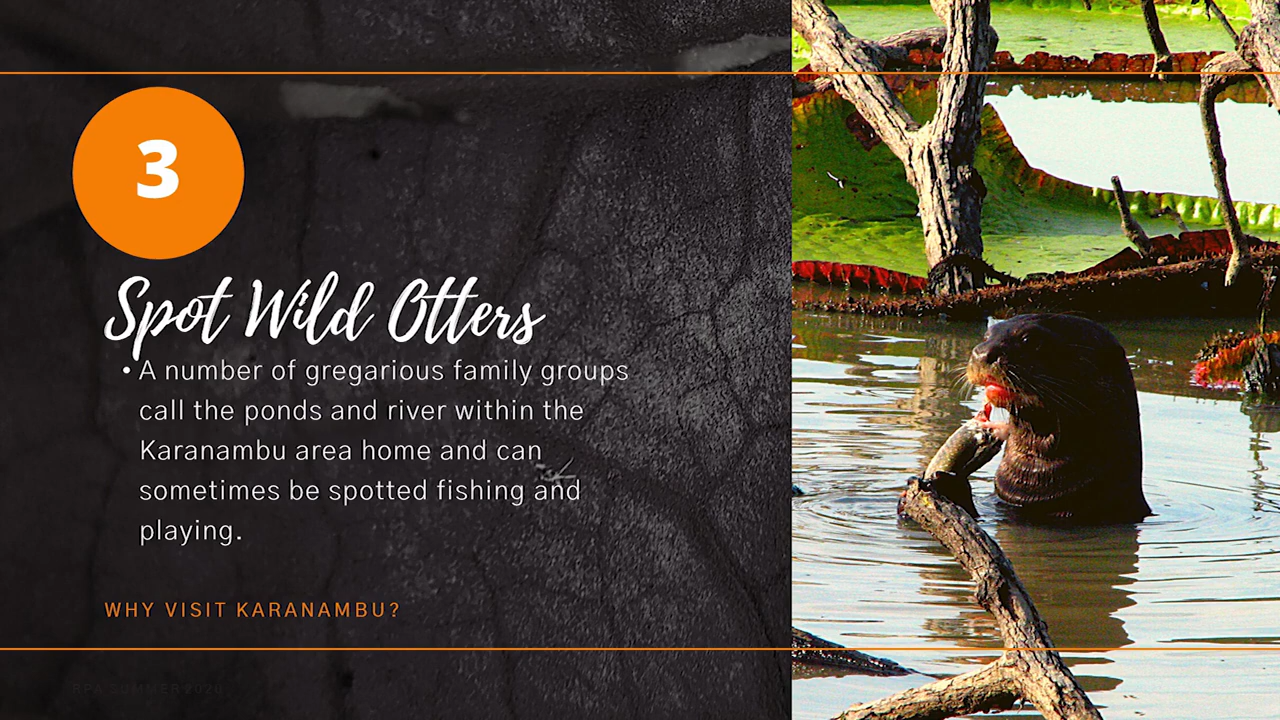 3
Spot Wild Otters
• A number of gregarious family groups
call the ponds and river within the
Karanambu area home and can
sometimes be spotted fishing and
playing.
WHY VISIT KARANAMBU?